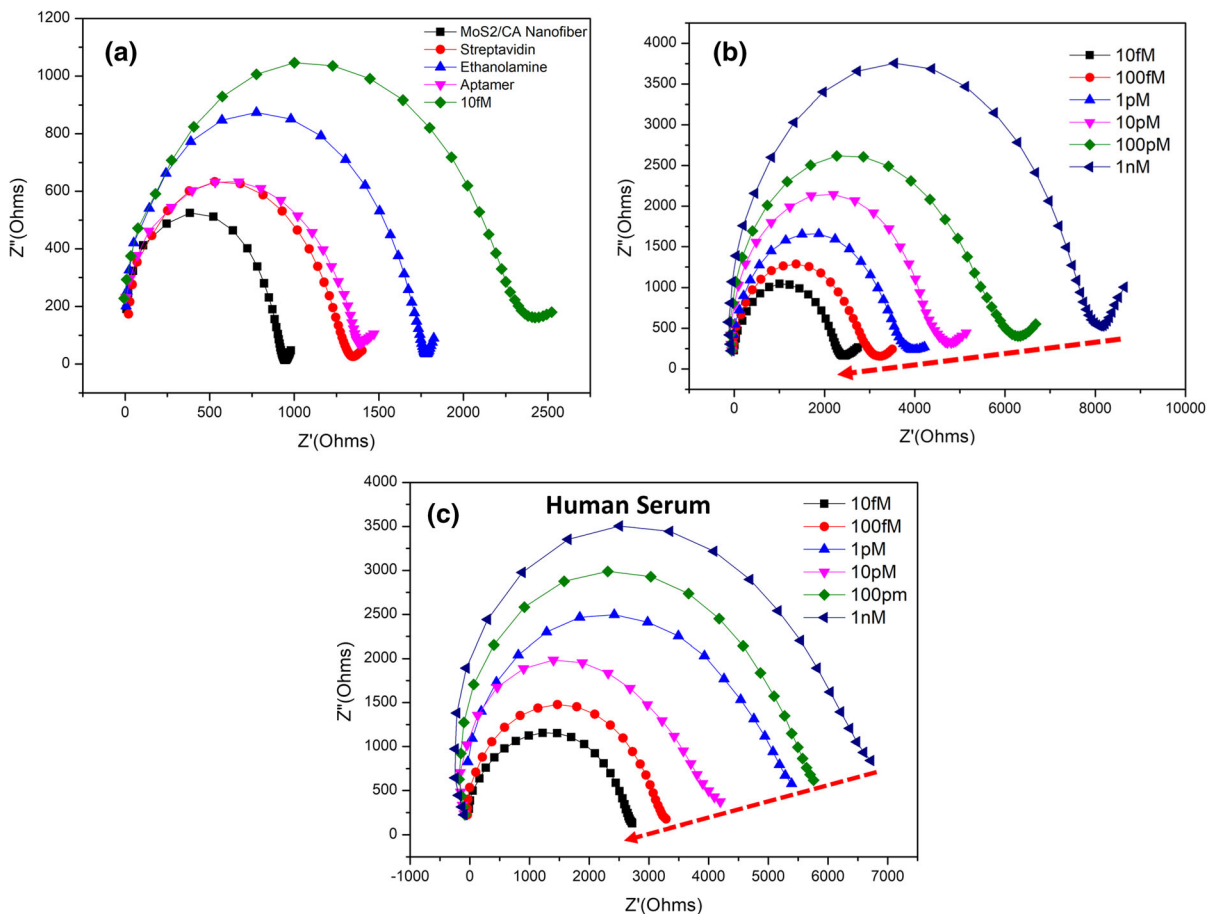 (a)
MoS2/CA Nanofiber
Streptavidin
Ethanolamine
Aptamer
10fM
1200
1000
800
600
400
200
0
Z''(Ohms)
0 500 1000 1500 2000 2500
Z'(Ohms)
(b)
10fM
100fM
1pM
10pM
100pM
1nM
4000
3500
3000
2500
2000
1500
1000
500
0
Z''(Ohms)
0 2000 4000 6000 8000 10000
Z'(Ohms)
(c)
Human Serum
10fM
100fM
1pM
10pM
100pm
1nM
4000
3500
3000
2500
2000
1500
1000
500
0
Z''(Ohms)
-1000 0 1000 2000 3000 4000 5000 6000 7000
Z'(Ohms)